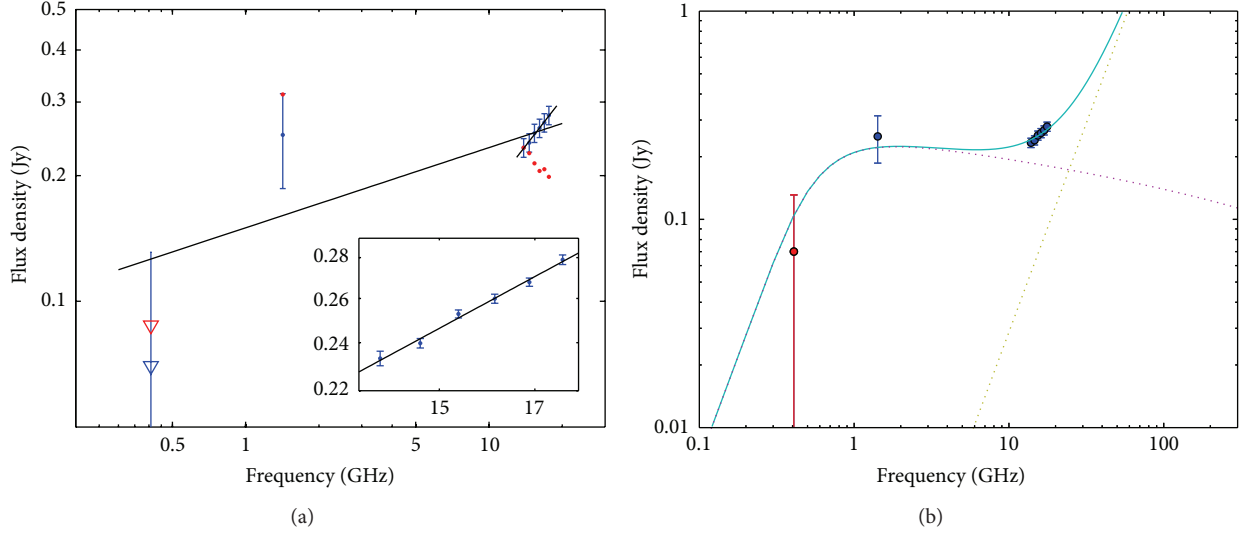 0.5
0.4
0.3
0.2
0.1
Flux density (Jy)
0.28
0.26
0.24
0.22
15 17
0.5 1 10
Frequency (GHz)
(a)
1
0.1
0.01
Flux density (Jy)
0.1 1 10 100
Frequency (GHz)
(b)